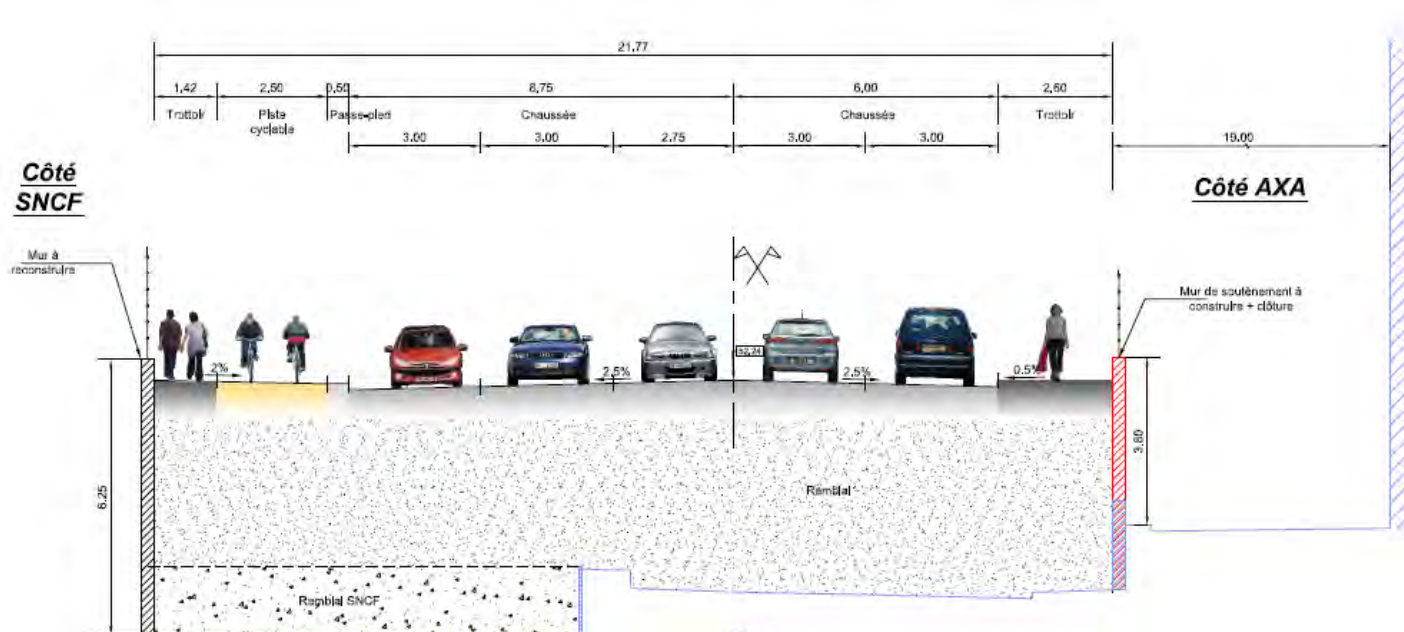 21,77
1,42
2,50
0,50
8,75
6,00
2,60
Trottoir
Piste
cyclable
Passe-pied
Chaussée
Chaussée
Trottoir
3.00
3.00
2.75
3.00
3.00
19.00
Côté
SNCF
Côté AXA
Mur à
reconstruire
Mur de soutènement à
construire + clôture
52,24
2%
2,5%
2,5%
0.5%
6.25
3.80
Remblai
Remblai SNCF